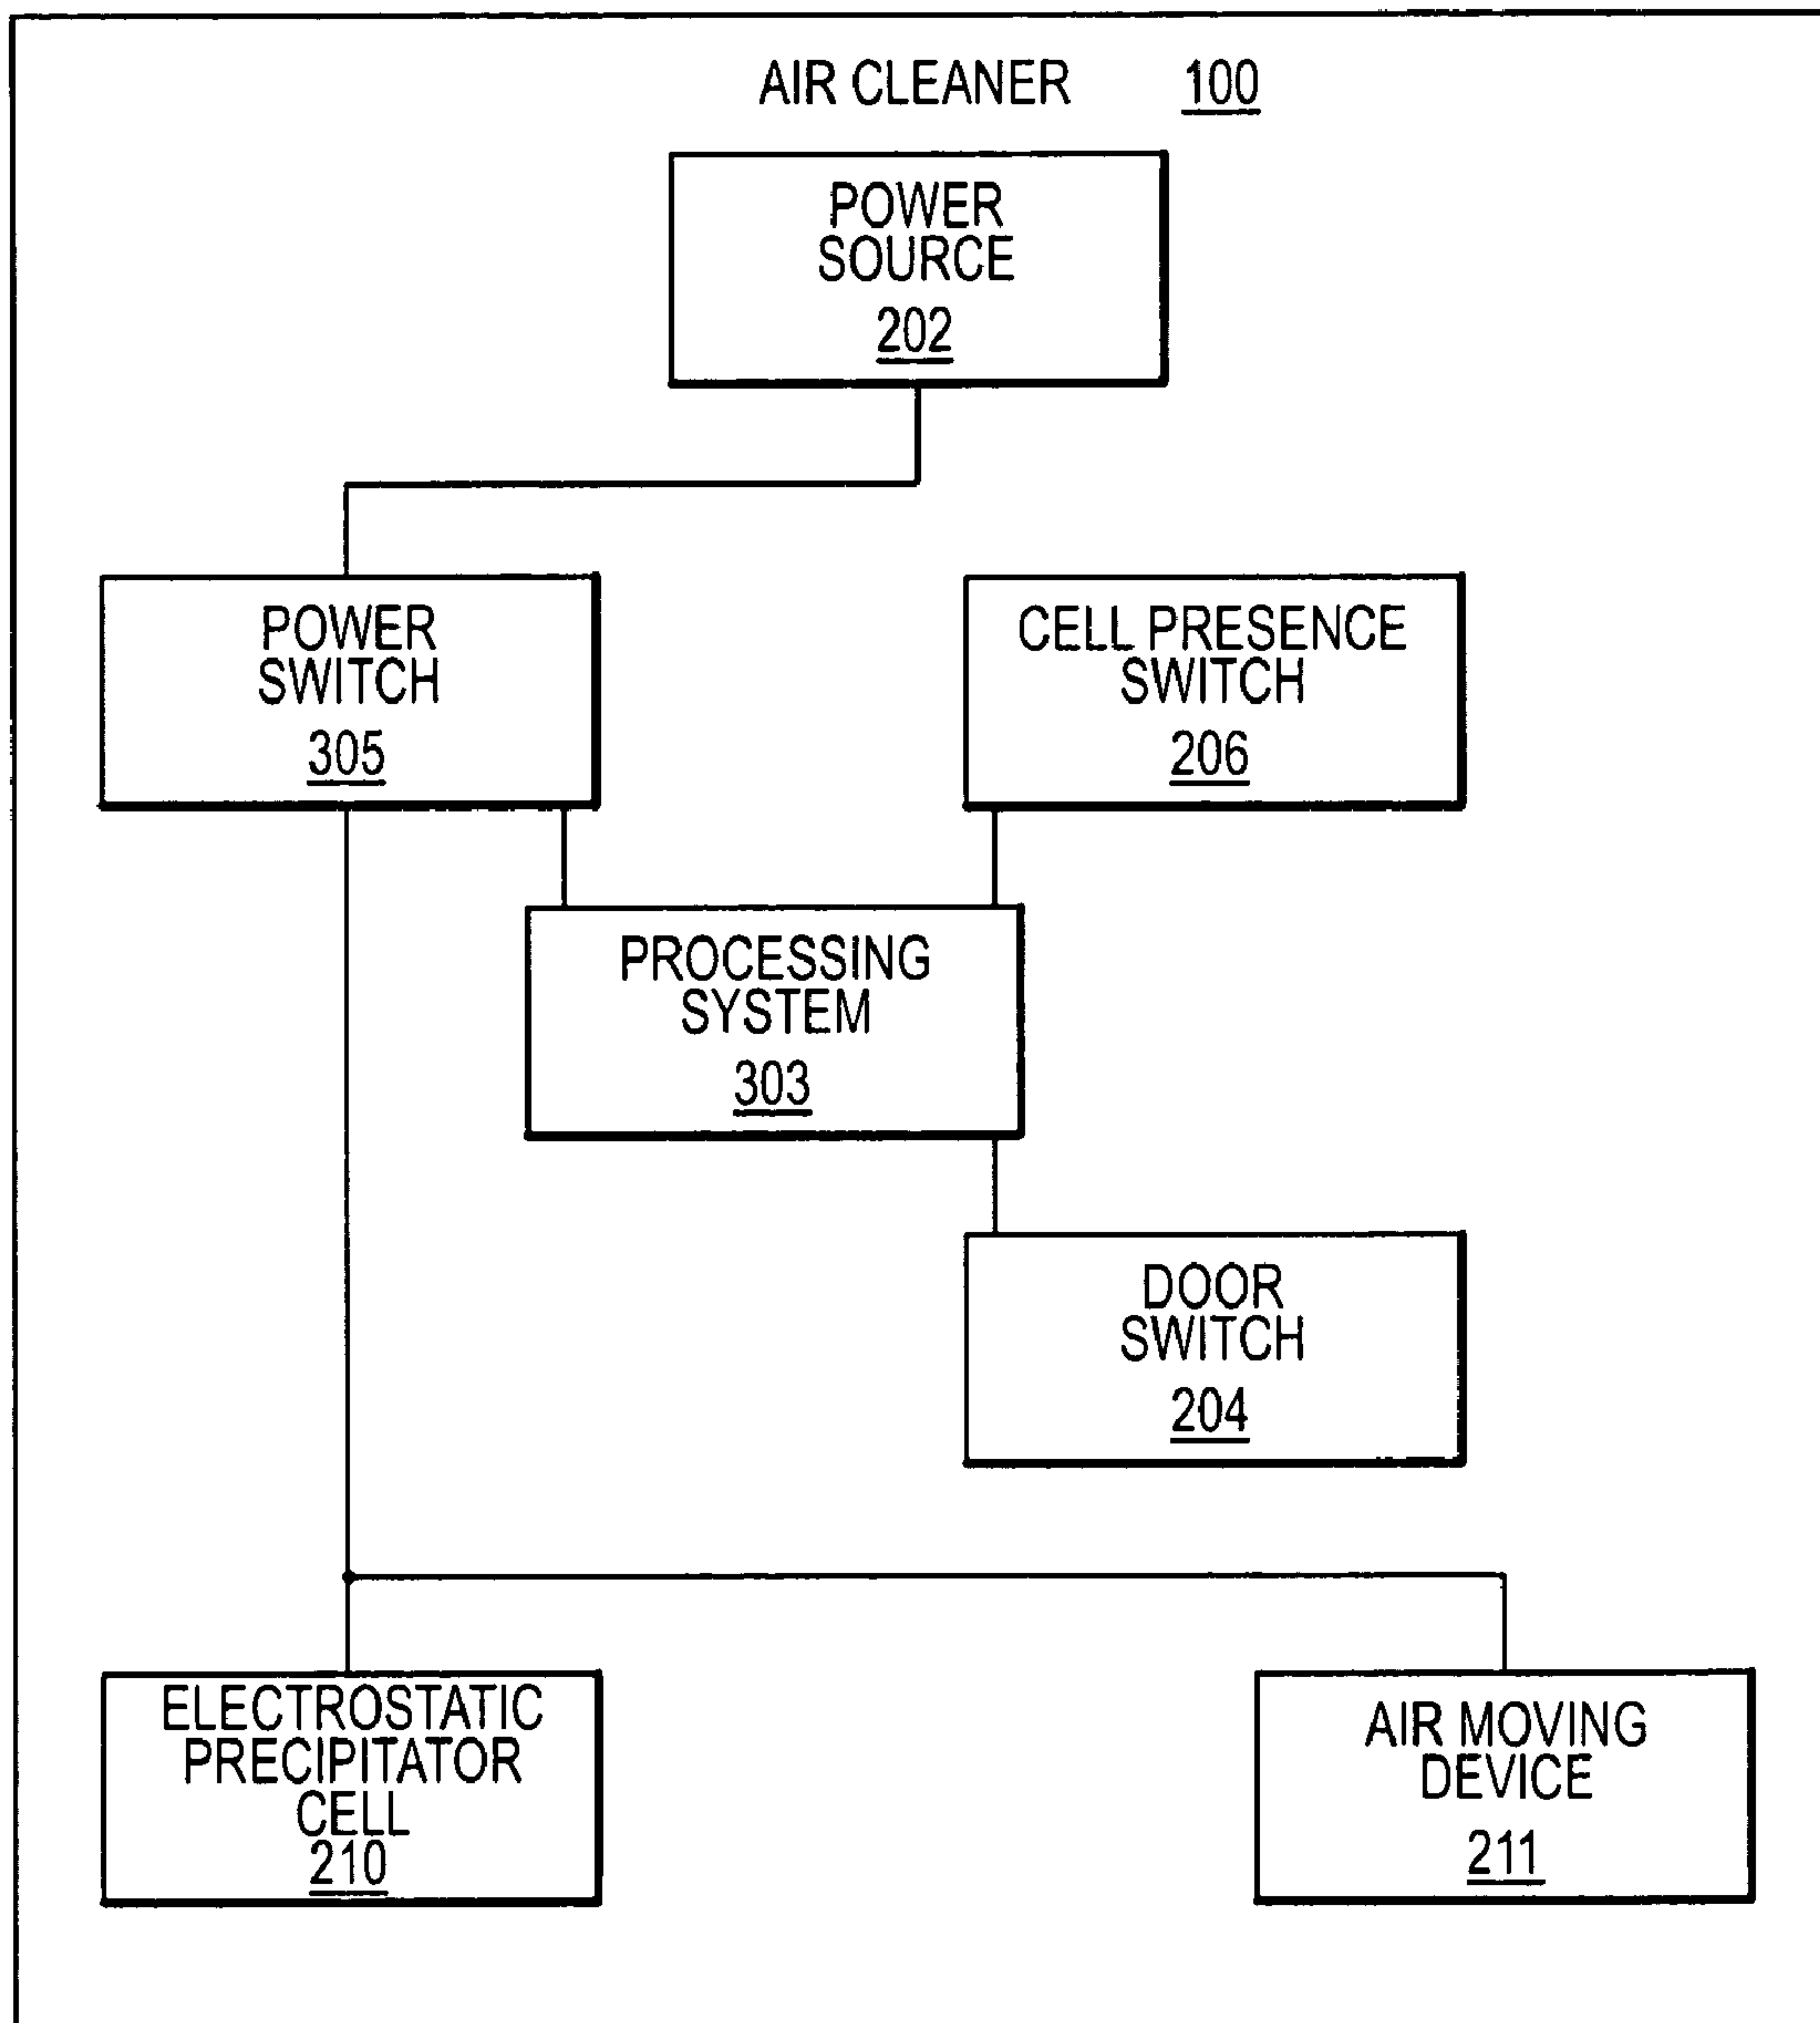 AIR CLEANER 100
POWER
SOURCE
202
POWER
SWITCH
305
CELL PRESENCE
SWITCH
206
PROCESSING
SYSTEM
303
DOOR
SWITCH
204
ELECTROSTATIC
PRECIPITATOR
CELL
210
AIR MOVING
DEVICE
211